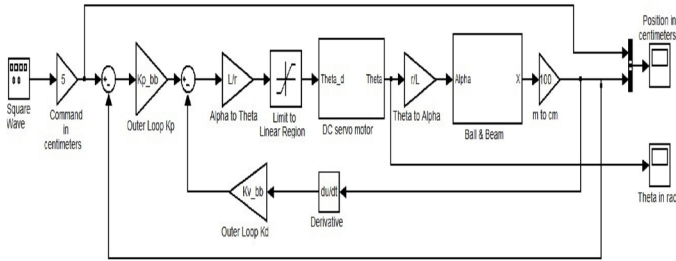 Position in
centimeters
Square
Wave
5
Command
in
centimeters
Kp_bb
Outer Loop Kp
L/r
Alpha to Theta
Limit to
Linear Region
Theta_d
Theta
DC servo motor
r/L
Theta to Alpha
Alpha
X
Ball & Beam
100
m to cm
Kv_bb
Outer Loop Kd
du/dt
Derivative
Theta in rad